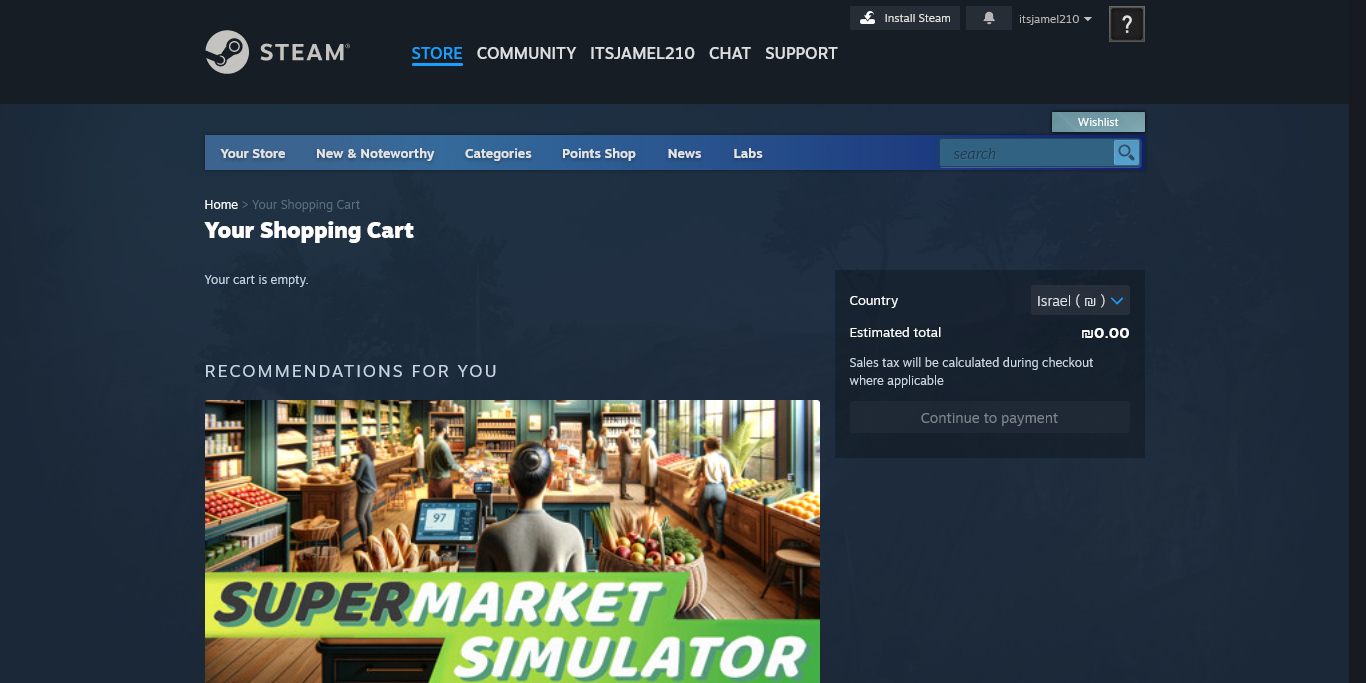 Install Steam
itsjamel210
?
STEAM®
STORE COMMUNITY ITSJAMEL210 CHAT SUPPORT
Wishlist
Your Store New & Noteworthy Categories Points Shop News Labs search
Home > Your Shopping Cart
Your Shopping Cart
Your cart is empty.
Country Israel ( ₪ )
Estimated total ₪0.00
Sales tax will be calculated during checkout
where applicable
Continue to payment
RECOMMENDATIONS FOR YOU
97
SUPERMARKET
SIMULATOR